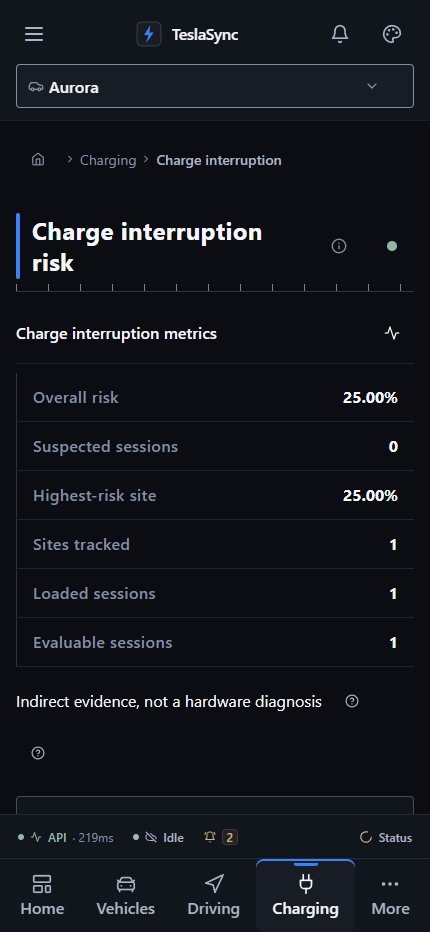 TeslaSync
Aurora
Charging Charge interruption
Charge interruption
risk
Charge interruption metrics
Overall risk 25.00%
Suspected sessions 0
Highest-risk site 25.00%
Sites tracked 1
Loaded sessions 1
Evaluable sessions 1
Indirect evidence, not a hardware diagnosis
API · 219ms Idle 2 Status
Home Vehicles Driving Charging More